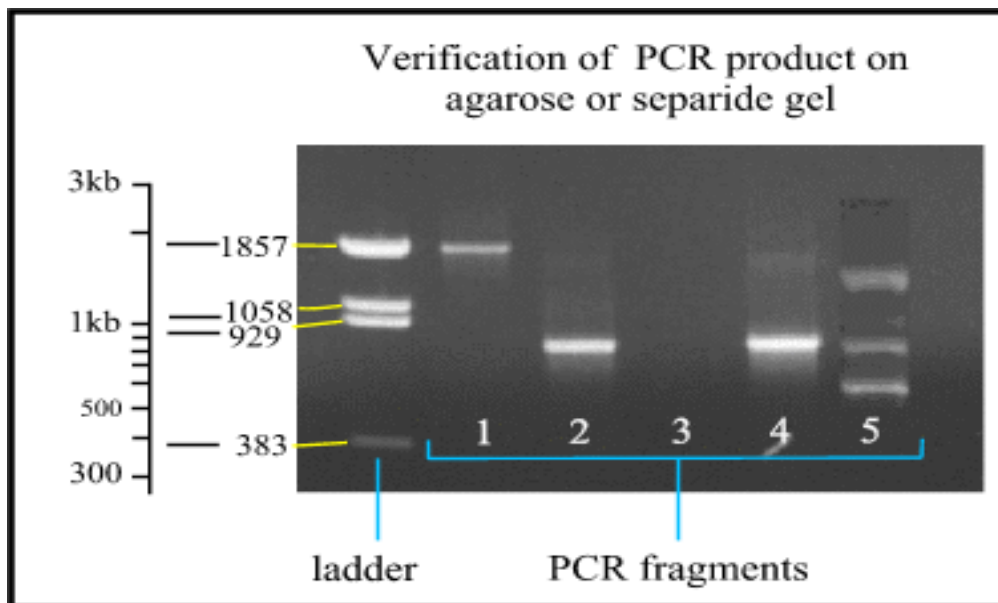 Verification of PCR product on
agarose or separide gel
3kb
1857
1058
1kb
929
500
383
300
1 2 3 4 5
ladder
PCR fragments